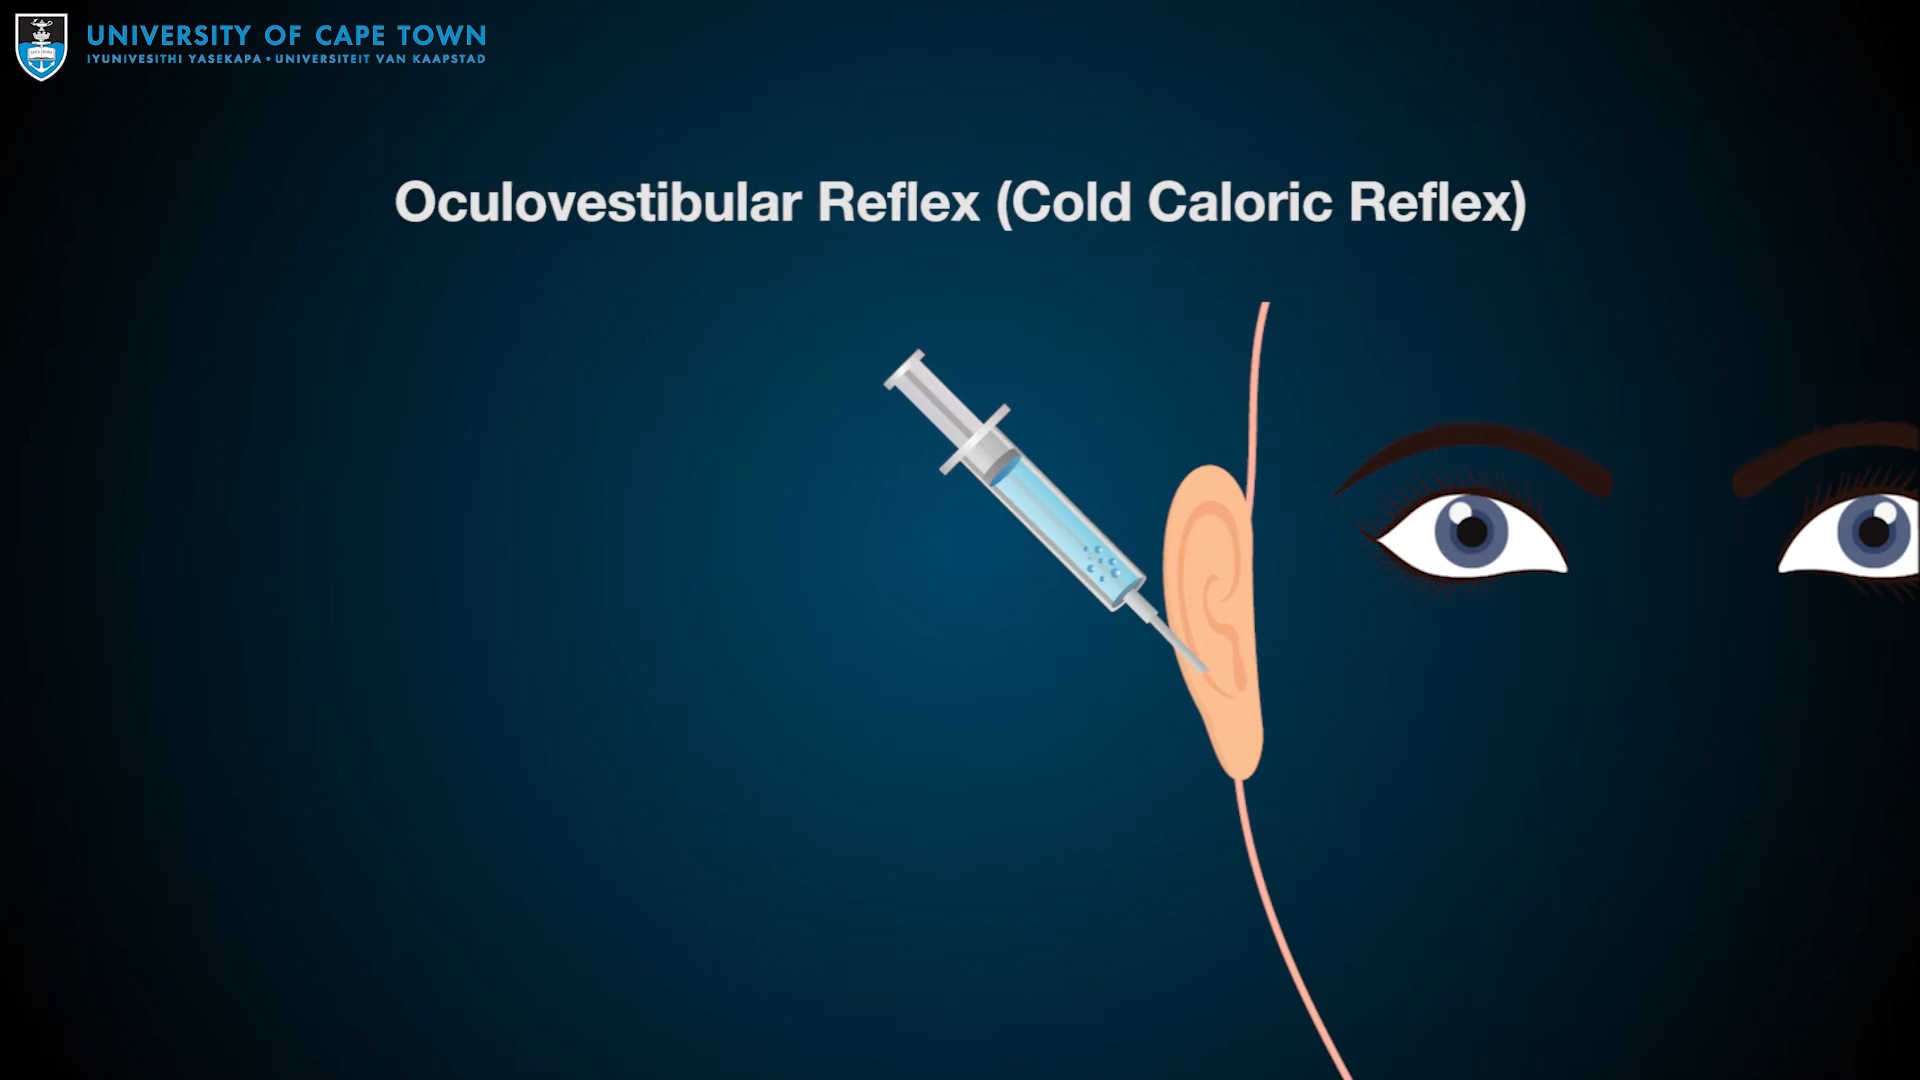 UNIVERSITY OF CAPE TOWN
IYUNIVESITHI YASEKAPA • UNIVERSITEIT VAN KAAPSTAD
Oculovestibular Reflex (Cold Caloric Reflex)